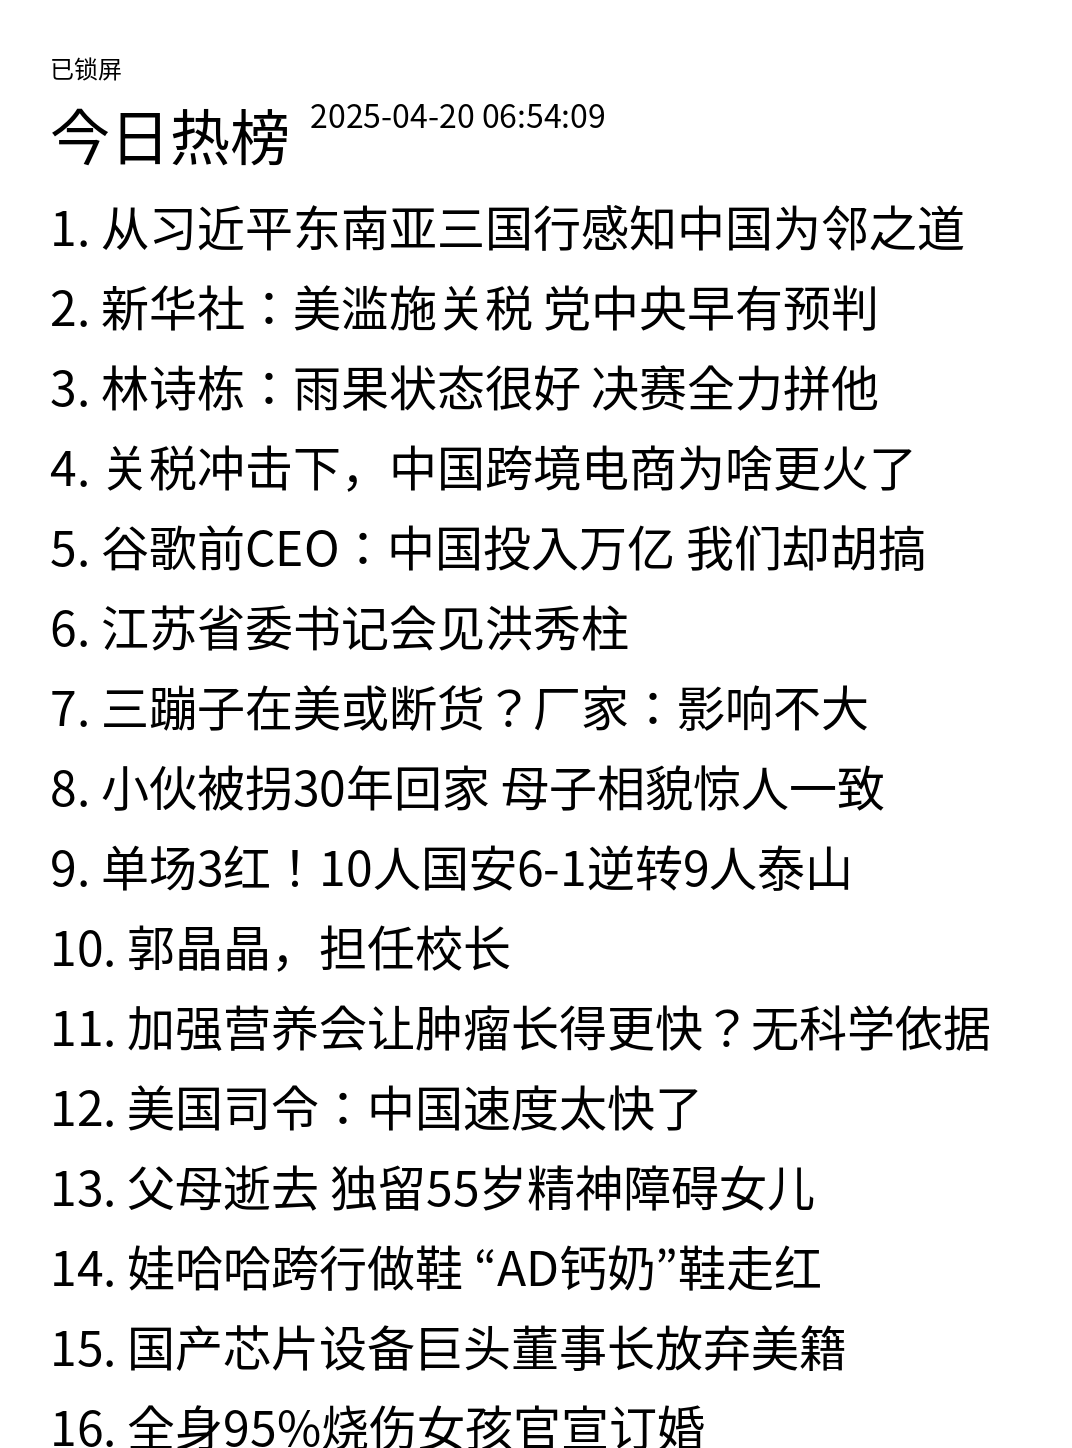 已锁屏
今日热榜 2025-04-20 06:54:09
1. 从习近平东南亚三国行感知中国为邻之道
2. 新华社：美滥施关税 党中央早有预判
3. 林诗栋：雨果状态很好 决赛全力拼他
4. 关税冲击下，中国跨境电商为啥更火了
5. 谷歌前CEO：中国投入万亿 我们却胡搞
6. 江苏省委书记会见洪秀柱
7. 三蹦子在美或断货？厂家：影响不大
8. 小伙被拐30年回家 母子相貌惊人一致
9. 单场3红！10人国安6-1逆转9人泰山
10. 郭晶晶，担任校长
11. 加强营养会让肿瘤长得更快？无科学依据
12. 美国司令：中国速度太快了
13. 父母逝去 独留55岁精神障碍女儿
14. 娃哈哈跨行做鞋 “AD钙奶”鞋走红
15. 国产芯片设备巨头董事长放弃美籍
16. 全身95%烧伤女孩官宣订婚